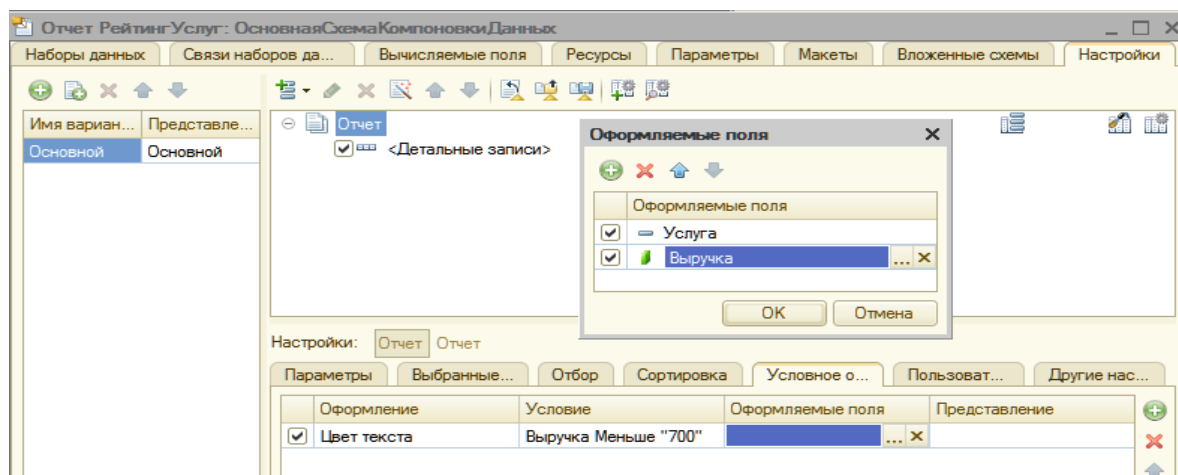 Отчет РейтингУслуг: ОсновнаяСхемаКомпоновкиДанных
Наборы данных Связи наборов да... Вычисляемые поля Ресурсы Параметры Макеты Вложенные схемы Настройки
Имя вариан... Представле...
Основной Основной
Отчет
<Детальные записи>
Оформляемые поля
Оформляемые поля
Услуга
Выручка ...
OK Отмена
Настройки: Отчет Отчет
Параметры Выбранные... Отбор Сортировка Условное о... Пользоват... Другие нас...
Оформление Условие Оформляемые поля Представление
Цвет текста Выручка Меньше "700" ...